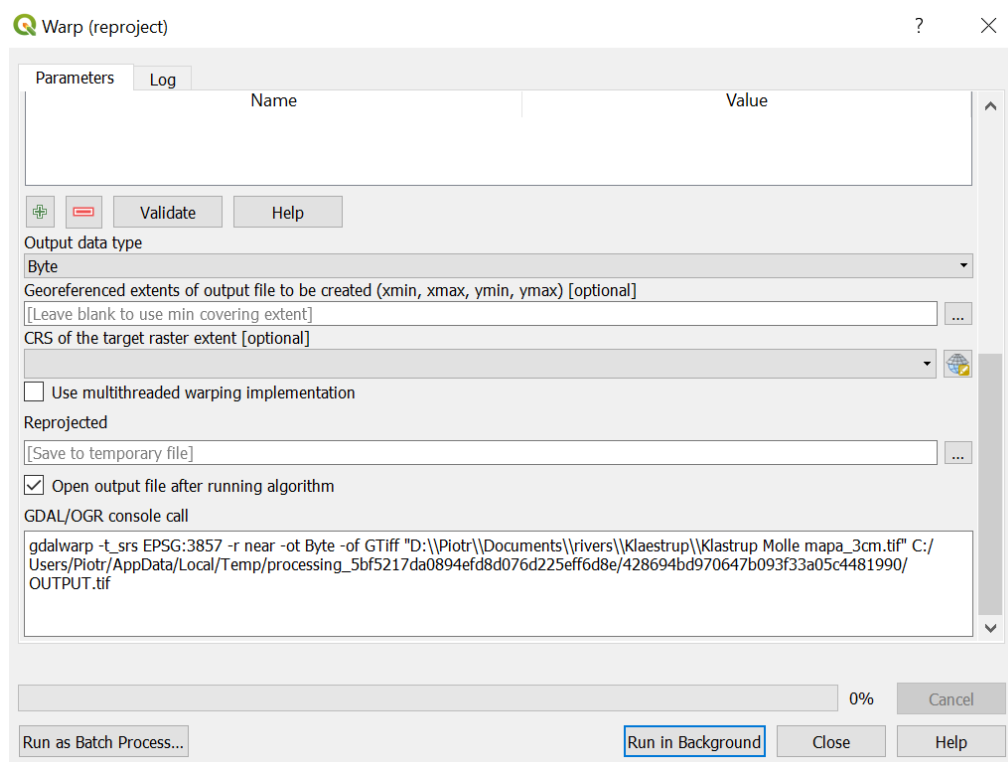 Warp (reproject)
?
Parameters
Log
Name Value
Validate
Help
Output data type
Byte
Georeferenced extents of output file to be created (xmin, xmax, ymin, ymax) [optional]
[Leave blank to use min covering extent]
...
CRS of the target raster extent [optional]
Use multithreaded warping implementation
Reprojected
[Save to temporary file]
...
Open output file after running algorithm
GDAL/OGR console call
gdalwarp -t_srs EPSG:3857 -r near -ot Byte -of GTiff "D:\\Piotr\\Documents\\rivers\\Klaestrup\\Klastrup Molle mapa_3cm.tif" C:/
Users/Piotr/AppData/Local/Temp/processing_5bf5217da0894efd8d076d225eff6d8e/428694bd970647b093f33a05c4481990/
OUTPUT.tif
0%
Cancel
Run as Batch Process...
Run in Background
Close
Help